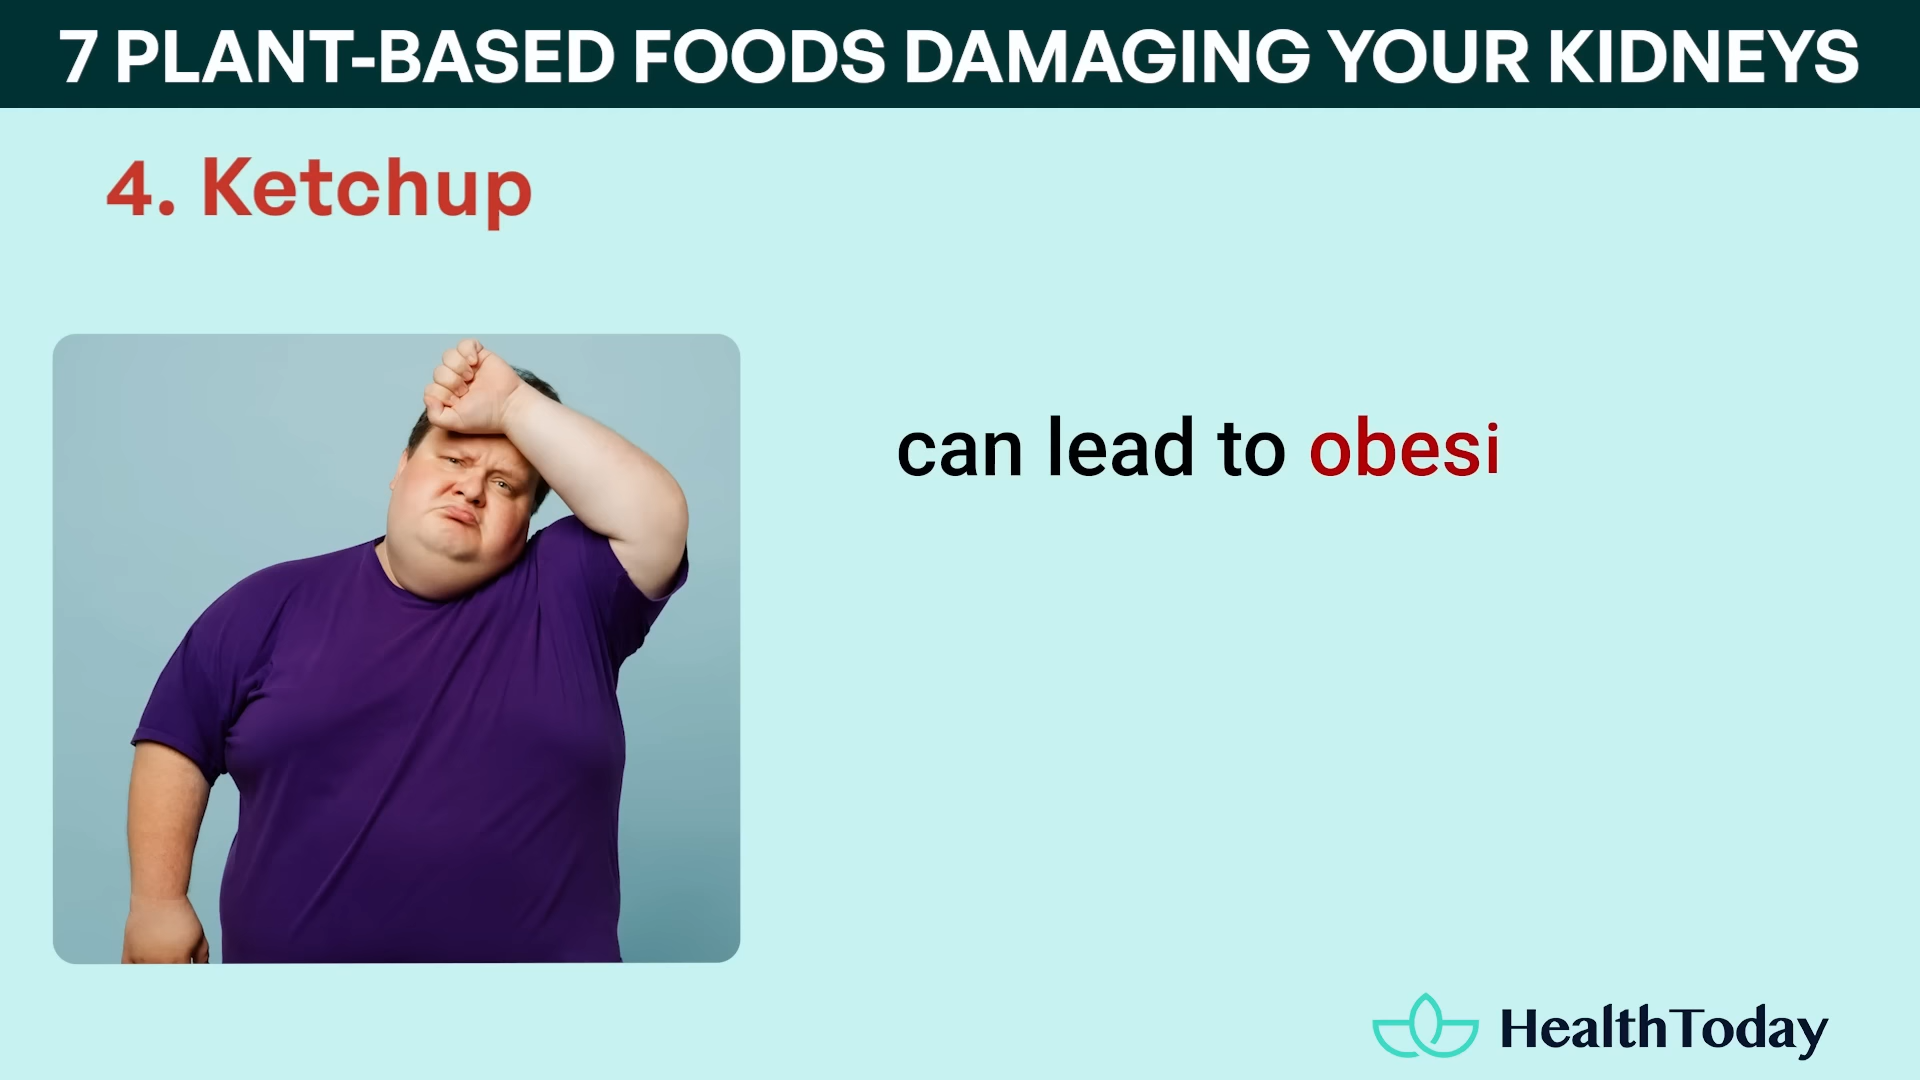 7 PLANT-BASED FOODS DAMAGING YOUR KIDNEYS
4. Ketchup
can lead to obesi
HealthToday